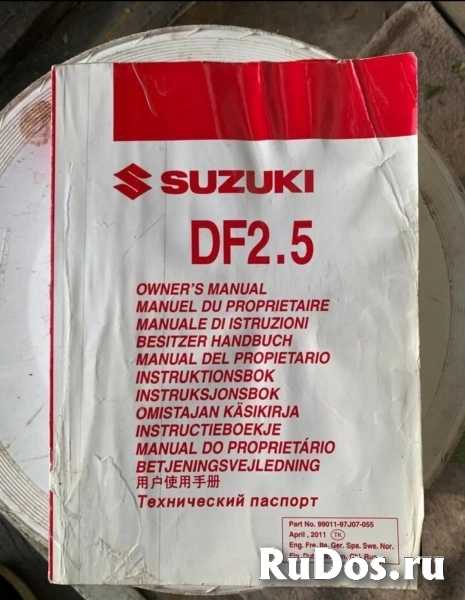 SUZUKI
DF2.5
OWNER'S MANUAL
MANUEL DU PROPRIETAIRE
MANUALE DI ISTRUZIONI
BESITZER HANDBUCH
MANUAL DEL PROPIETARIO
INSTRUKTIONSBOK
INSTRUKSJONSBOK
OMISTAJAN KÄSIKIRJA
INSTRUCTIEBOEKJE
MANUAL DO PROPRIETÁRIO
BETJENINGSVEJLEDNING
用户使用手册
Технический паспорт
Part No. 99011-97J07-055
April , 2011 TK
Eng. Fre. Ita. Ger. Spa. Swe. Nor.
RuDos.ru